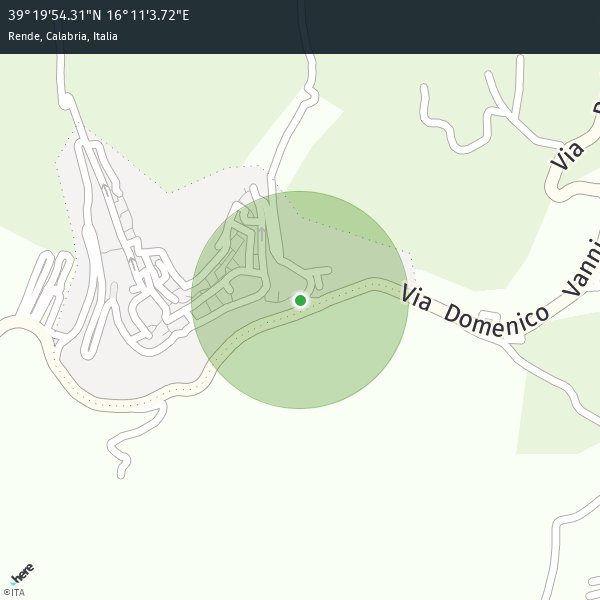 39°19'54.31"N 16°11'3.72"E
Rende, Calabria, Italia
Via
Via Domenico Vanni
here
©ITA